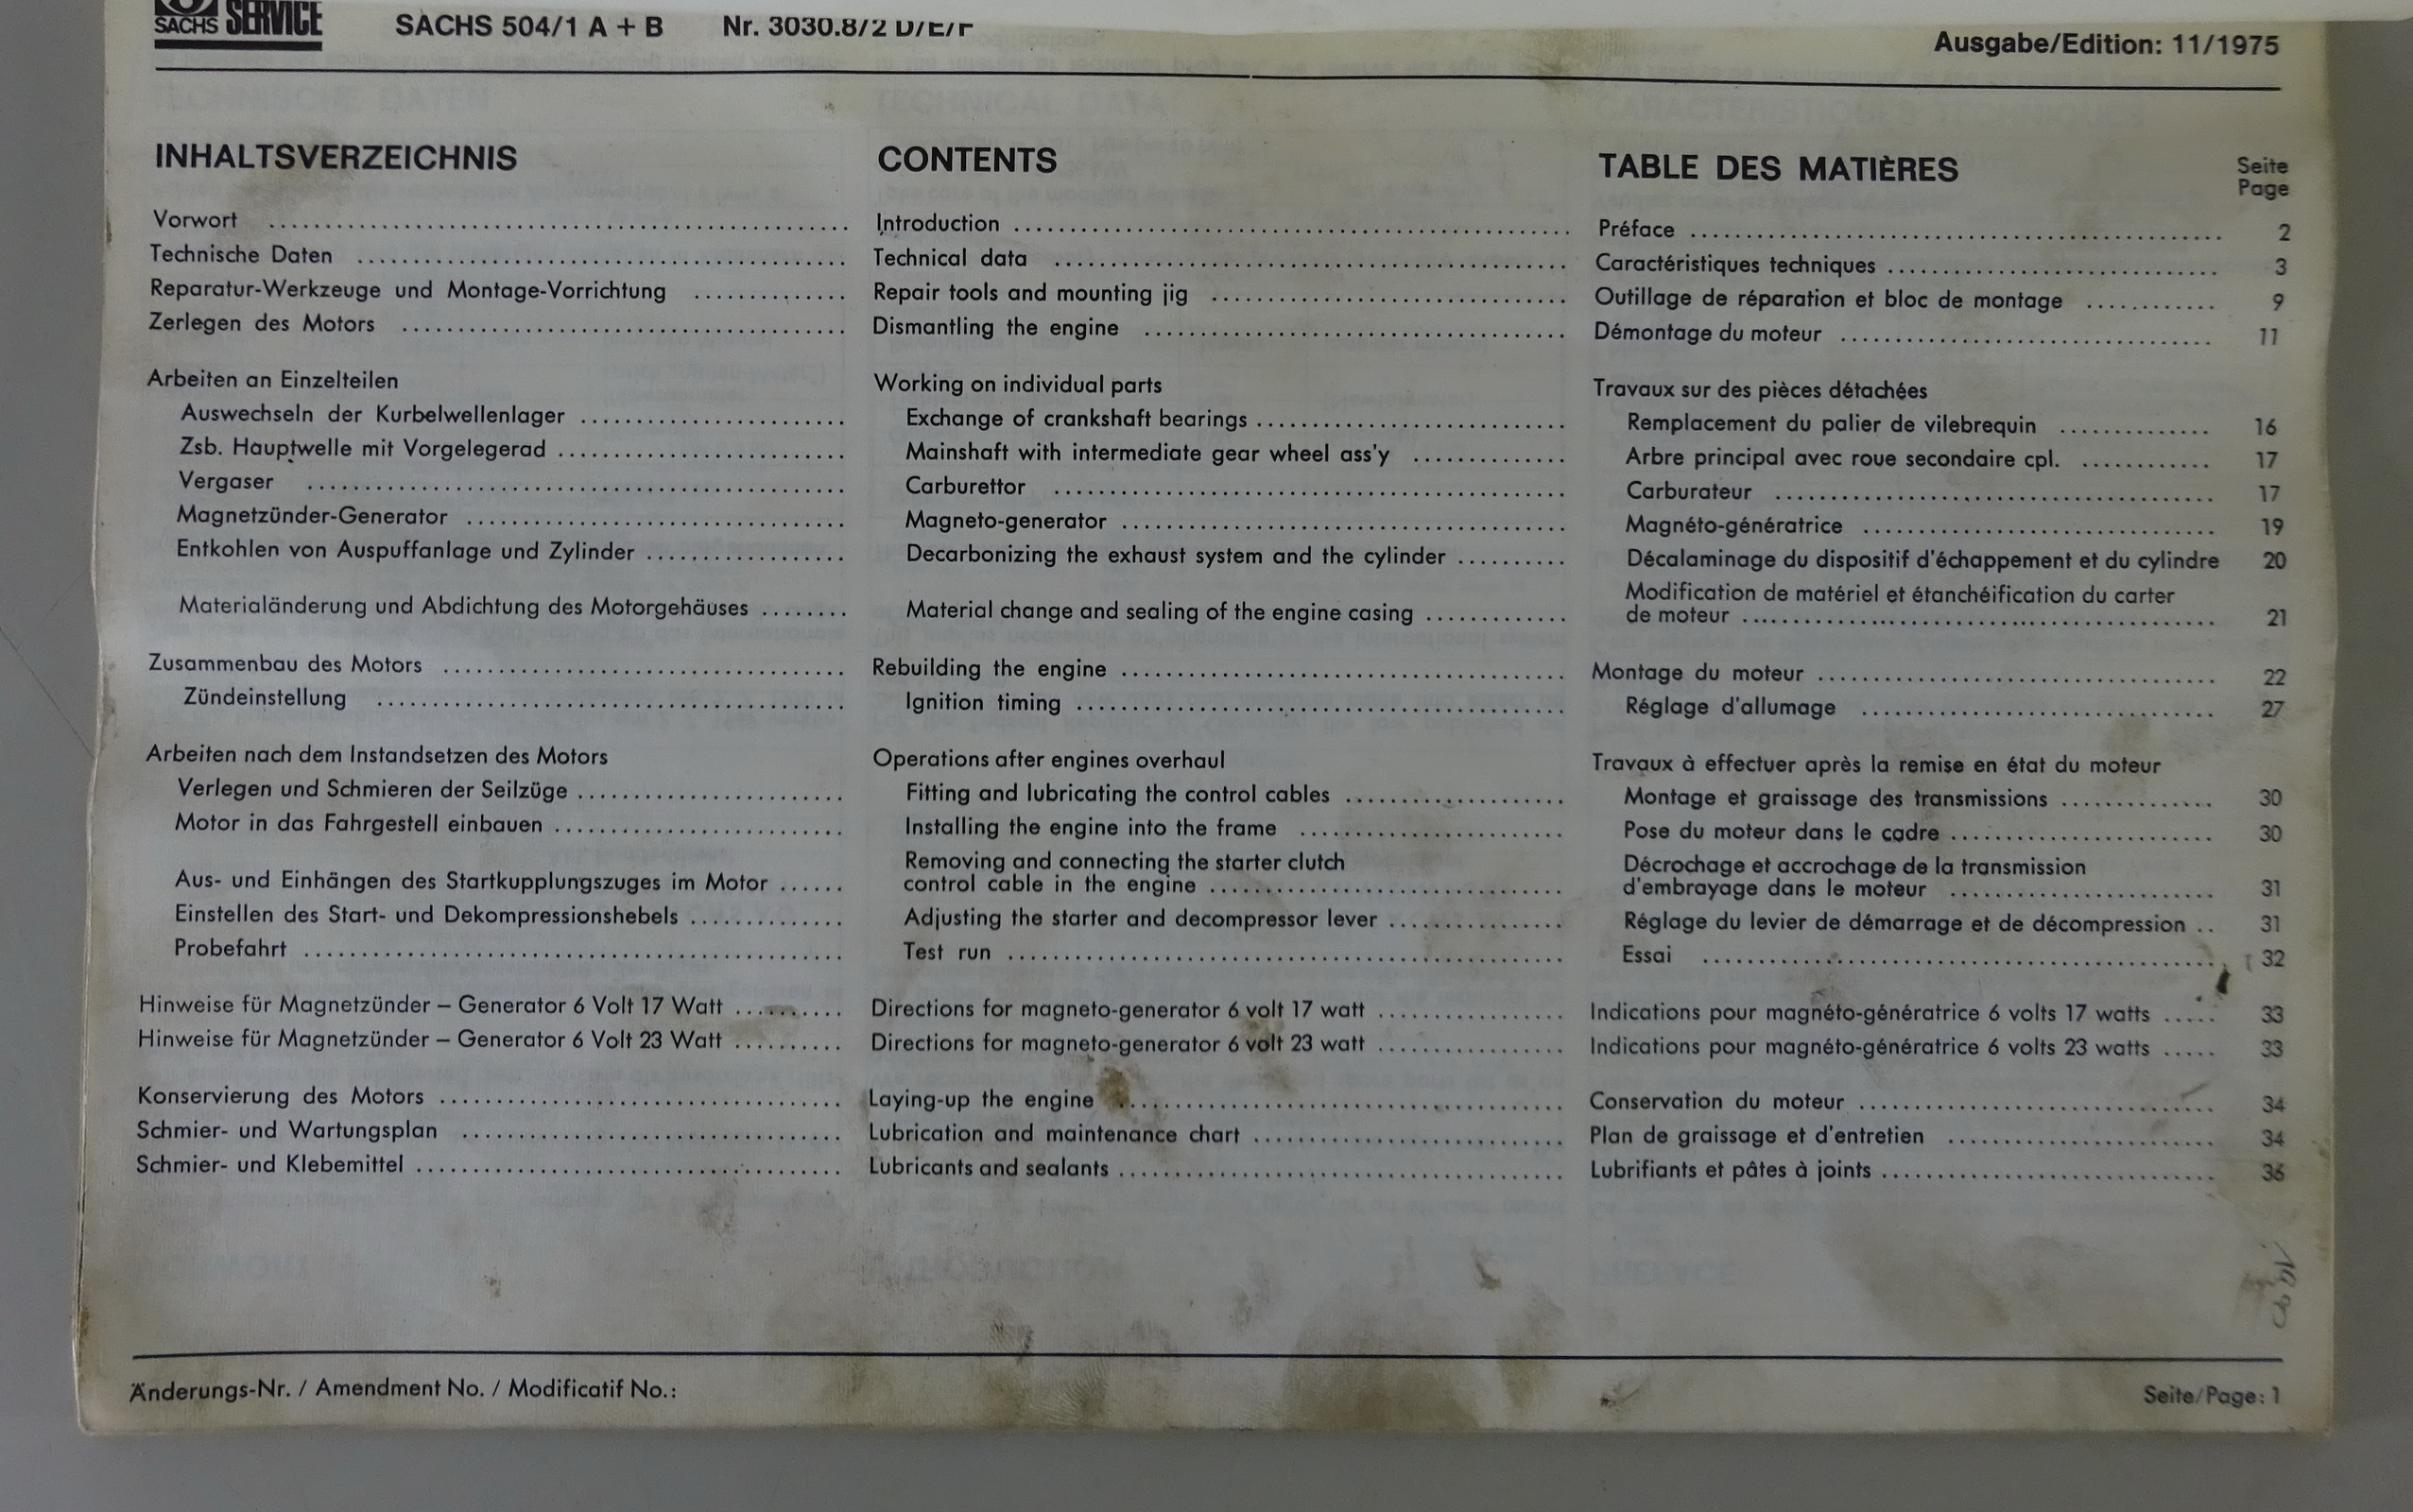 SACHS SERVICE
SACHS 504/1 A + B
Nr. 3030.8/2 D/E/F
Ausgabe/Edition: 11/1975
INHALTSVERZEICHNIS
Vorwort
Technische Daten
Reparatur-Werkzeuge und Montage-Vorrichtung
Zerlegen des Motors
Arbeiten an Einzelteilen
Auswechseln der Kurbelwellenlager
Zsb. Hauptwelle mit Vorgelegerad
Vergaser
Magnetzünder-Generator
Entkohlen von Auspuffanlage und Zylinder
Materialänderung und Abdichtung des Motorgehäuses
Zusammenbau des Motors
Zündeinstellung
Arbeiten nach dem Instandsetzen des Motors
Verlegen und Schmieren der Seilzüge
Motor in das Fahrgestell einbauen
Aus- und Einhängen des Startkupplungszuges im Motor
Einstellen des Start- und Dekompressionshebels
Probefahrt
Hinweise für Magnetzünder – Generator 6 Volt 17 Watt
Hinweise für Magnetzünder – Generator 6 Volt 23 Watt
Konservierung des Motors
Schmier- und Wartungsplan
Schmier- und Klebemittel
CONTENTS
Introduction
Technical data
Repair tools and mounting jig
Dismantling the engine
Working on individual parts
Exchange of crankshaft bearings
Mainshaft with intermediate gear wheel ass'y
Carburettor
Magneto-generator
Decarbonizing the exhaust system and the cylinder
Material change and sealing of the engine casing
Rebuilding the engine
Ignition timing
Operations after engines overhaul
Fitting and lubricating the control cables
Installing the engine into the frame
Removing and connecting the starter clutch
control cable in the engine
Adjusting the starter and decompressor lever
Test run
Directions for magneto-generator 6 volt 17 watt
Directions for magneto-generator 6 volt 23 watt
Laying-up the engine
Lubrication and maintenance chart
Lubricants and sealants
TABLE DES MATIÈRES
Seite
Page
Préface 2
Caractéristiques techniques 3
Outillage de réparation et bloc de montage 9
Démontage du moteur 11
Travaux sur des pièces détachées
Remplacement du palier de vilebrequin 16
Arbre principal avec roue secondaire cpl. 17
Carburateur 17
Magnéto-génératrice 19
Décalaminage du dispositif d'échappement et du cylindre 20
Modification de matériel et étanchéification du carter
de moteur 21
Montage du moteur 22
Réglage d'allumage 27
Travaux à effectuer après la remise en état du moteur
Montage et graissage des transmissions 30
Pose du moteur dans le cadre 30
Décrochage et accrochage de la transmission
d'embrayage dans le moteur 31
Réglage du levier de démarrage et de décompression 31
Essai 32
Indications pour magnéto-génératrice 6 volts 17 watts 33
Indications pour magnéto-génératrice 6 volts 23 watts 33
Conservation du moteur 34
Plan de graissage et d'entretien 34
Lubrifiants et pâtes à joints 36
Änderungs-Nr. / Amendment No. / Modificatif No.:
Seite/Page: 1